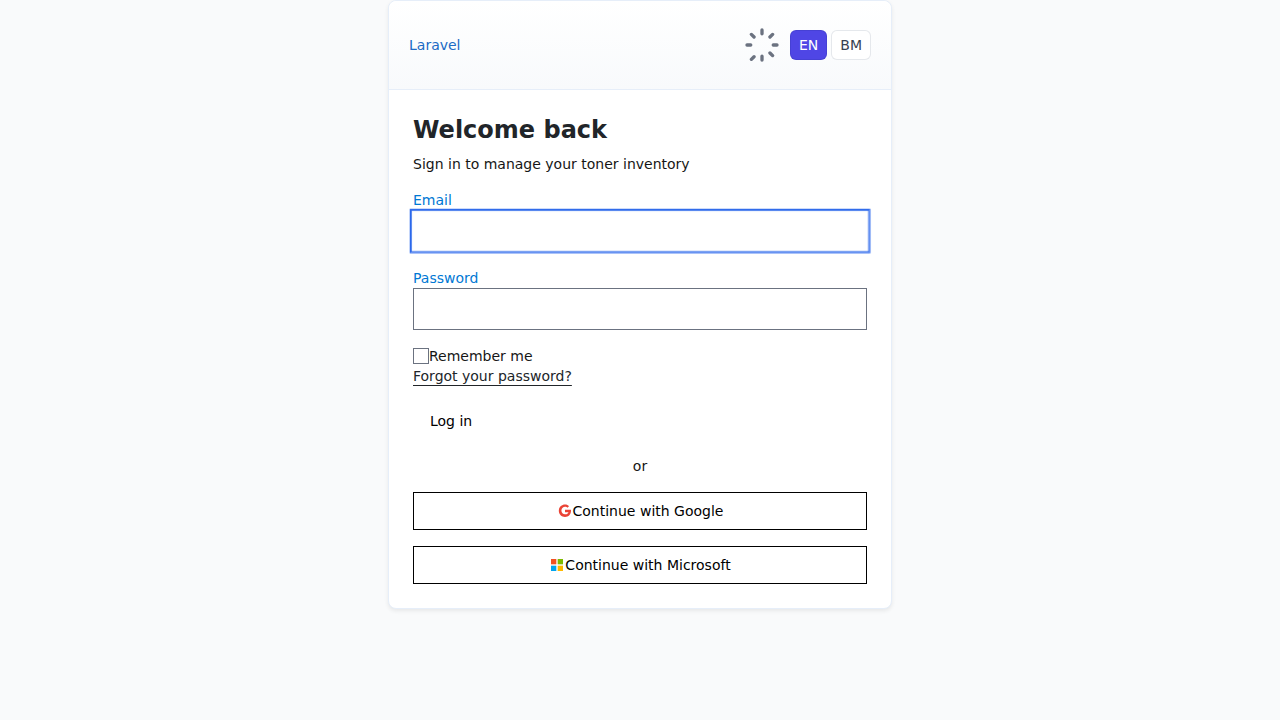 Laravel
EN
BM
Welcome back
Sign in to manage your toner inventory
Email
Password
Remember me
Forgot your password?
Log in
or
Continue with Google
Continue with Microsoft